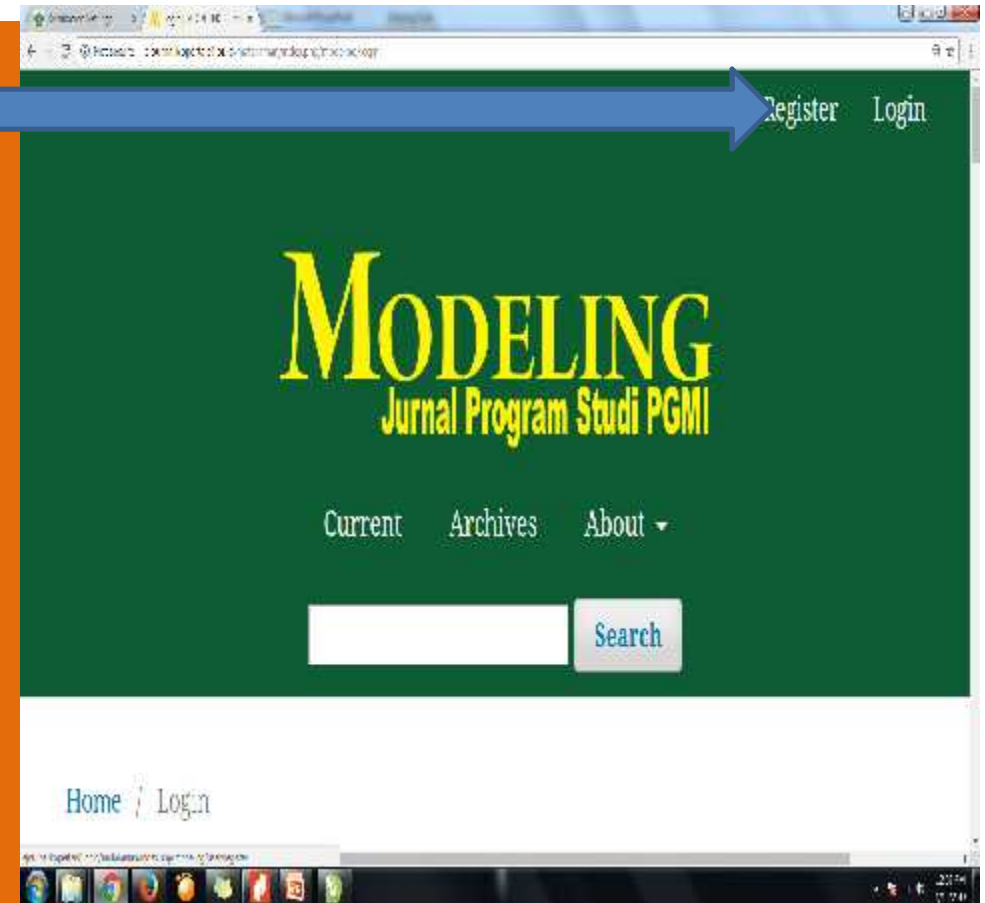 Register Login
MODELING
Jurnal Program Studi PGMI
Current Archives About
Search
Home / Login